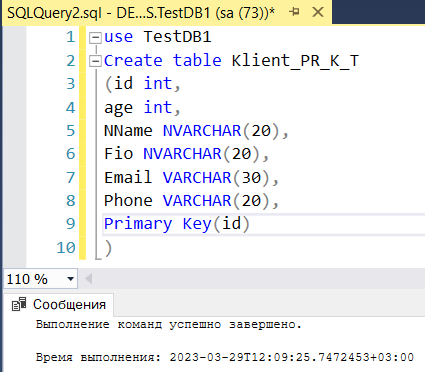 SQLQuery2.sql - DE...S.TestDB1 (sa (73))*
1 use TestDB1
2 Create table Klient_PR_K_T
3 (id int,
4 age int,
5 NName NVARCHAR(20),
6 Fio NVARCHAR(20),
7 Email VARCHAR(30),
8 Phone VARCHAR(20),
9 Primary Key(id)
10 )
110 %
Сообщения
Выполнение команд успешно завершено.
Время выполнения: 2023-03-29T12:09:25.7472453+03:00